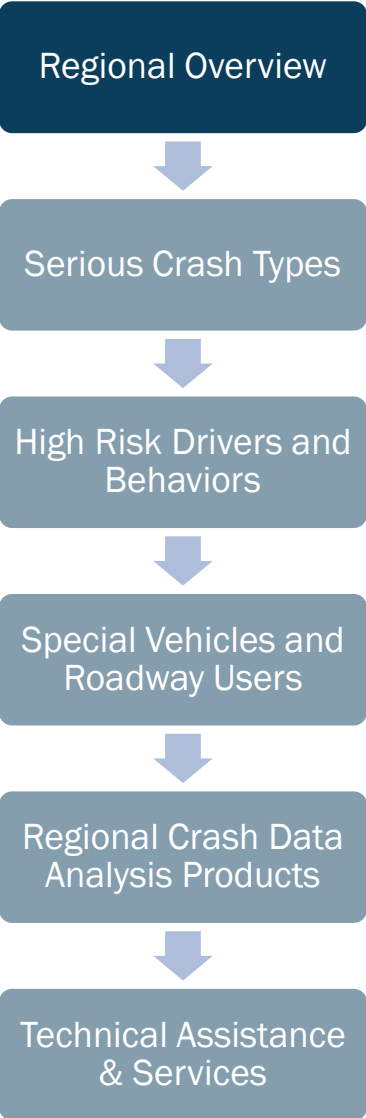 Regional Overview
Serious Crash Types
High Risk Drivers and
Behaviors
Special Vehicles and
Roadway Users
Regional Crash Data
Analysis Products
Technical Assistance
& Services